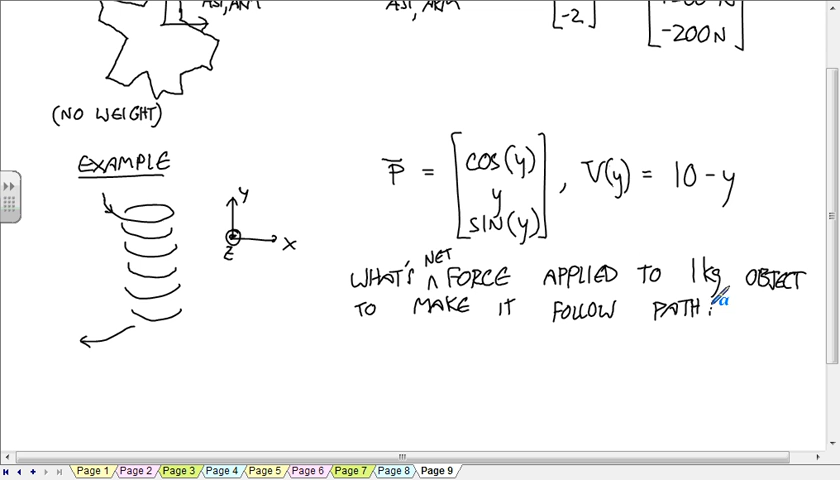 -2
-200N
(NO WEIGHT)
EXAMPLE
Y
X
Z
P̄ = [cos(y) y SIN(y)], V(y) = 10 - y
WHAT'S NET FORCE APPLIED TO 1kg OBJECT
TO MAKE IT FOLLOW PATH?
Page 1 Page 2 Page 3 Page 4 Page 5 Page 6 Page 7 Page 8 Page 9